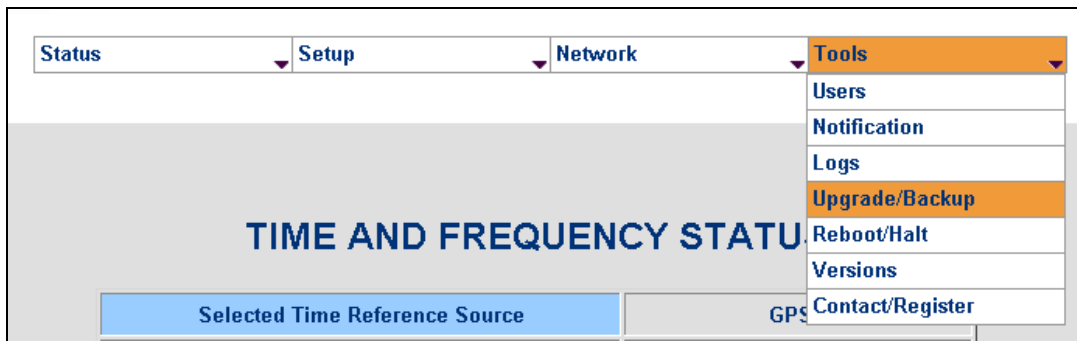 Status Setup Network Tools
Users
Notification
Logs
Upgrade/Backup
TIME AND FREQUENCY Reboot/Halt
Versions
Selected Time Reference Source GPS Contact/Register